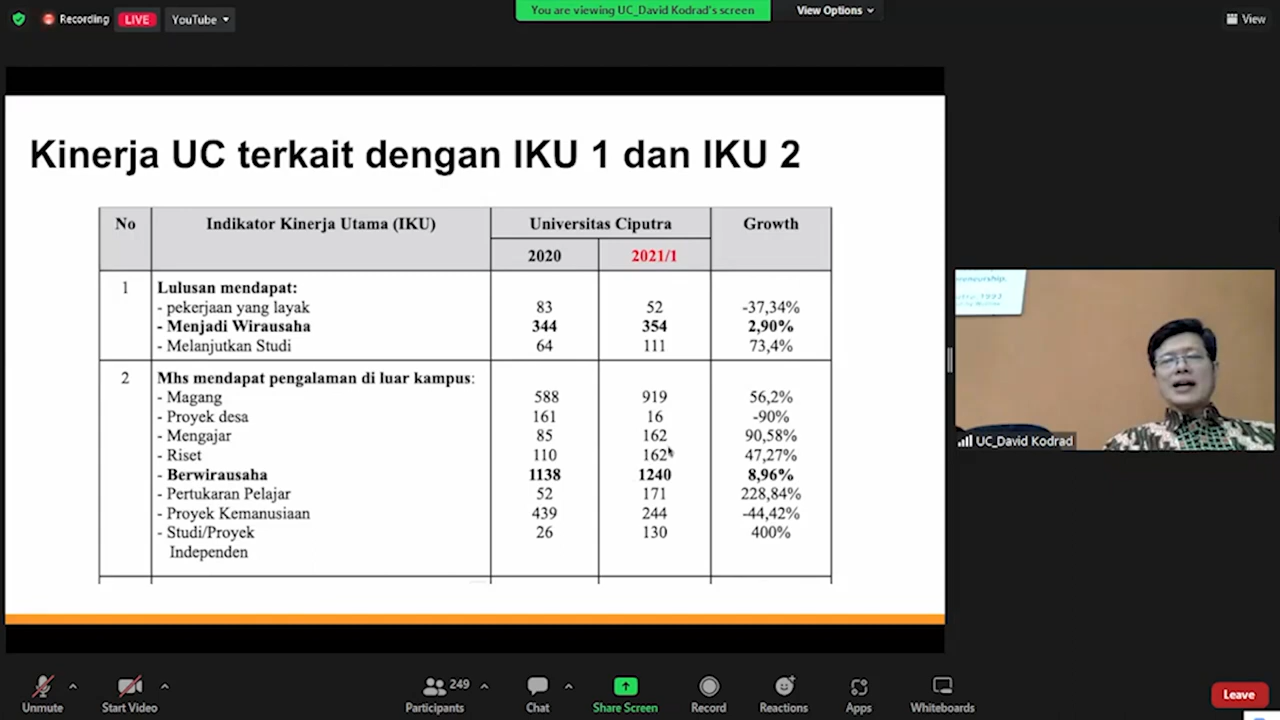 Recording
LIVE
YouTube
You are viewing UC_David Kodrad's screen
View Options
View
Kinerja UC terkait dengan IKU 1 dan IKU 2
No Indikator Kinerja Utama (IKU) Universitas Ciputra Growth
2020 2021/1
1 Lulusan mendapat:
- pekerjaan yang layak 83 52 -37,34%
- Menjadi Wirausaha 344 354 2,90%
- Melanjutkan Studi 64 111 73,4%
2 Mhs mendapat pengalaman di luar kampus:
- Magang 588 919 56,2%
- Proyek desa 161 16 -90%
- Mengajar 85 162 90,58%
- Riset 110 162 47,27%
- Berwirausaha 1138 1240 8,96%
- Pertukaran Pelajar 52 171 228,84%
- Proyek Kemanusiaan 439 244 -44,42%
- Studi/Proyek 26 130 400%
Independen
UC_David Kodrad
Unmute
Start Video
249
Participants
Chat
Share Screen
Record
Reactions
Apps
Whiteboards
Leave